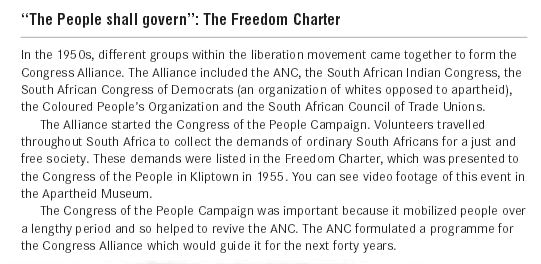 “The People shall govern”: The Freedom Charter
In the 1950s, different groups within the liberation movement came together to form the
Congress Alliance. The Alliance included the ANC, the South African Indian Congress, the
South African Congress of Democrats (an organization of whites opposed to apartheid),
the Coloured People’s Organization and the South African Council of Trade Unions.
The Alliance started the Congress of the People Campaign. Volunteers travelled
throughout South Africa to collect the demands of ordinary South Africans for a just and
free society. These demands were listed in the Freedom Charter, which was presented to
the Congress of the People in Kliptown in 1955. You can see video footage of this event in
the Apartheid Museum.
The Congress of the People Campaign was important because it mobilized people over
a lengthy period and so helped to revive the ANC. The ANC formulated a programme for
the Congress Alliance which would guide it for the next forty years.